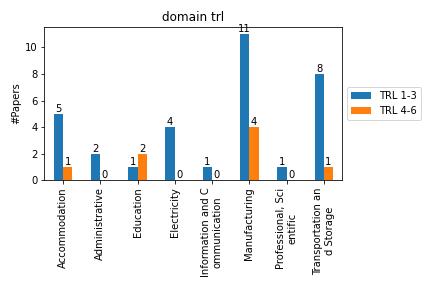 domain trl
#Papers
10
8
6
4
2
0
5
1
2
0
1
2
4
0
1
0
11
4
1
0
8
1
TRL 1-3
TRL 4-6
Accommodation
Administrative
Education
Electricity
Information and C
ommunication
Manufacturing
Professional, Sci
entific
Transportation an
d Storage